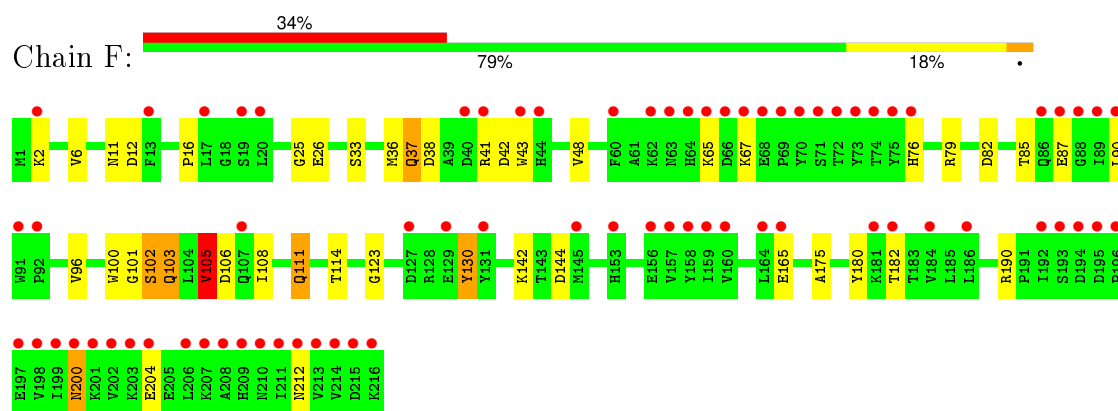 34%
Chain F:
79% 18% •
M1 K2 V6 N11 D12 F13 P16 L17 G18 S19 L20 G25 E26 S33 M36 Q37 D38 A39 D40 R41 D42 W43 H44 V48 F60 A61 K62 N63 H64 K65 D66 K67 E68 P69 Y70 S71 T72 Y73 T74 Y75 H76 R79 D82 T85 Q86 E87 G88 I89 L90
W91 P92 V96 W100 G101 S102 Q103 L104 V105 D106 Q107 I108 Q111 T114 G123 D127 R128 E129 Y130 Y131 K142 T143 D144 M145 H153 E156 V157 Y158 I159 V160 L164 E165 A175 Y180 K181 T182 T183 V184 L185 L186 R190 P191 I192 S193 D194 D195 P196
E197 V198 I199 N200 K201 V202 K203 E204 E205 L206 K207 A208 H209 N210 I211 N212 V213 V214 D215 K216